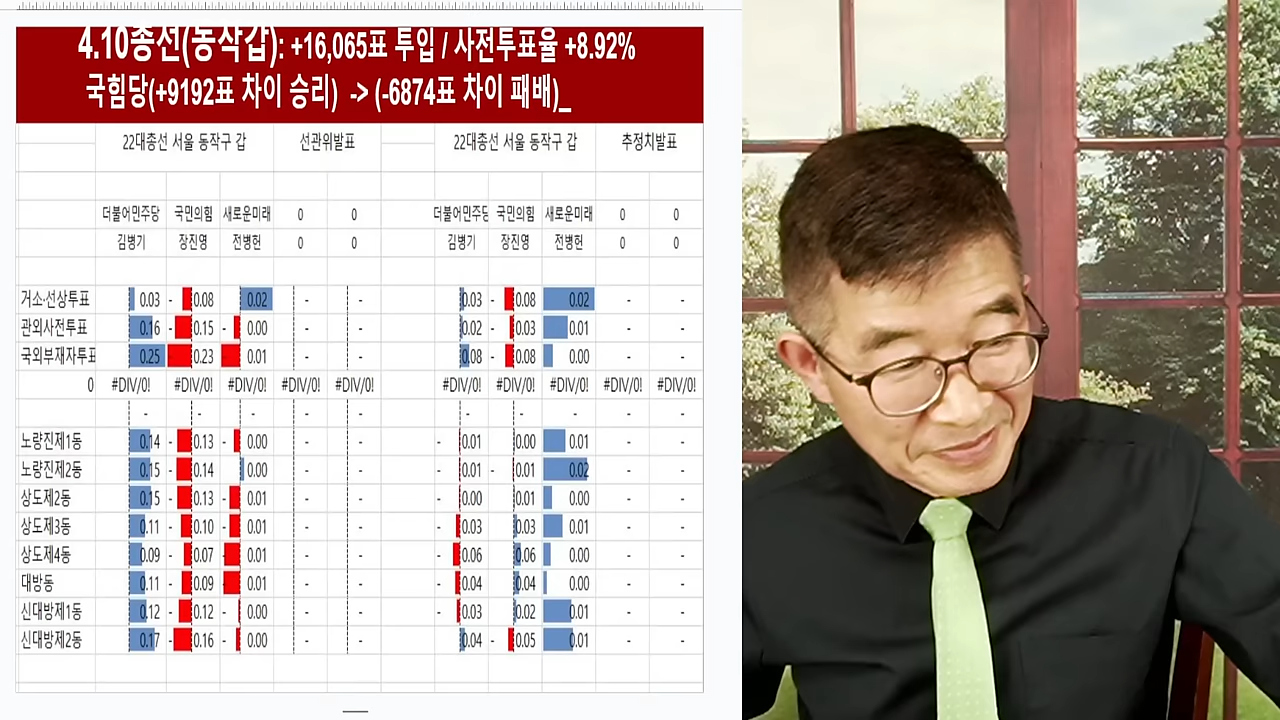 4.10총선(동작갑): +16,065표 투입 / 사전투표율 +8.92%
국힘당(+9192표 차이 승리) -> (-6874표 차이 패배)_
22대총선 서울 동작구 갑 선관위발표 22대총선 서울 동작구 갑 추정치발표
더불어민주당 국민의힘 새로운미래 0 0 더불어민주당 국민의힘 새로운미래 0 0
김병기 장진영 전병헌 0 0 김병기 장진영 전병헌 0 0
거소·선상투표 0.03 - 0.08 0.02 - - 0.03 - 0.08 0.02 - -
관외사전투표 0.16 - 0.15 - 0.00 - - 0.02 - 0.03 0.01 - -
국외부재자투표 0.25 - 0.23 - 0.01 - - 0.08 - 0.08 0.00 - -
0 #DIV/0! #DIV/0! #DIV/0! #DIV/0! #DIV/0! #DIV/0! #DIV/0! #DIV/0! #DIV/0! #DIV/0!
- - - - - -
노량진제1동 0.14 - 0.13 - 0.00 - - - 0.01 0.00 0.01 - -
노량진제2동 0.15 - 0.14 0.00 - - - 0.01 - 0.01 0.02 - -
상도제2동 0.15 - 0.13 - 0.01 - - - 0.00 0.01 0.00 - -
상도제3동 0.11 - 0.10 - 0.01 - - - 0.03 0.03 0.01 - -
상도제4동 0.09 - 0.07 - 0.01 - - - 0.06 0.06 0.00 - -
대방동 0.11 - 0.09 - 0.01 - - - 0.04 0.04 0.00 - -
신대방제1동 0.12 - 0.12 - 0.00 - - - 0.03 0.02 0.01 - -
신대방제2동 0.17 - 0.16 - 0.00 - - 0.04 - 0.05 0.01 - -